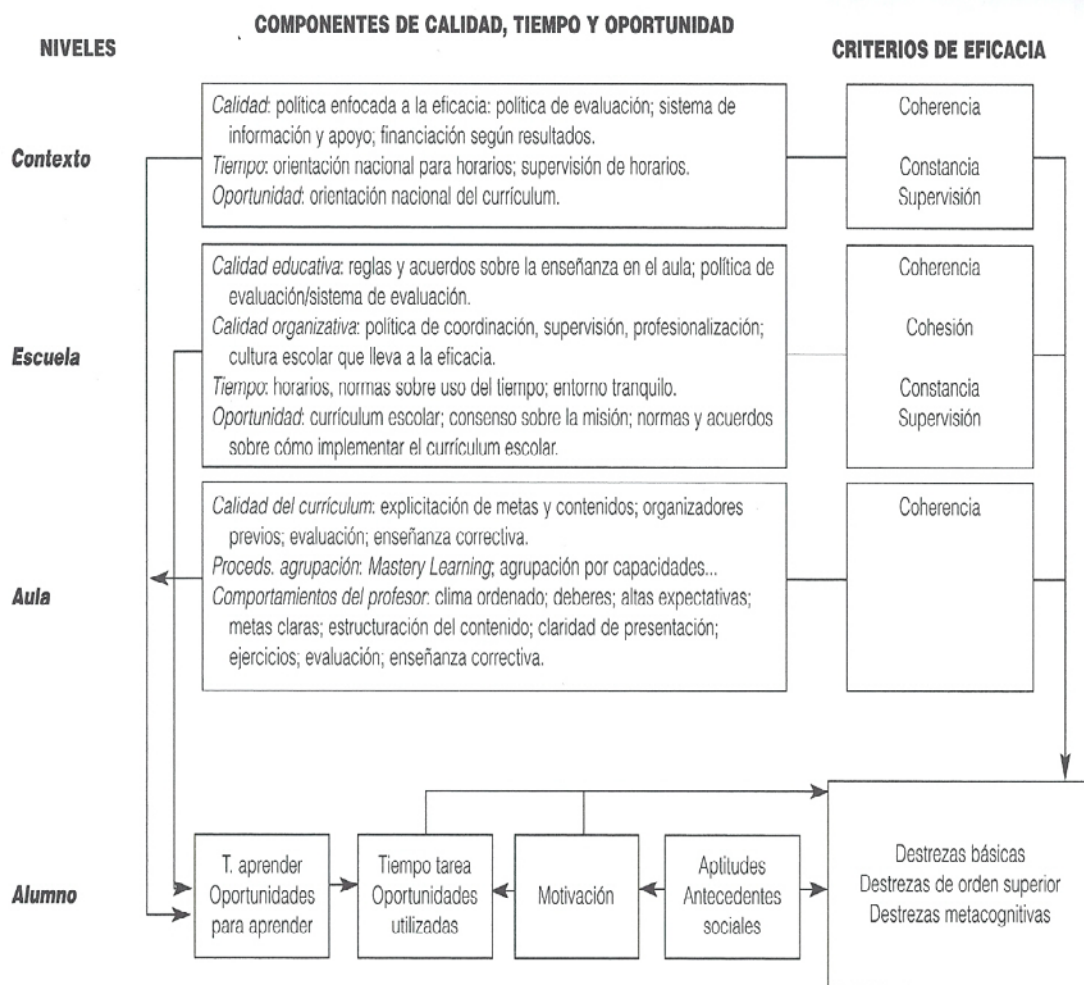 COMPONENTES DE CALIDAD, TIEMPO Y OPORTUNIDAD
NIVELES
CRITERIOS DE EFICACIA
Contexto
Calidad: política enfocada a la eficacia: política de evaluación; sistema de
información y apoyo; financiación según resultados.
Tiempo: orientación nacional para horarios; supervisión de horarios.
Oportunidad: orientación nacional del currículum.
Coherencia
Constancia
Supervisión
Escuela
Calidad educativa: reglas y acuerdos sobre la enseñanza en el aula; política de
evaluación/sistema de evaluación.
Calidad organizativa: política de coordinación, supervisión, profesionalización;
cultura escolar que lleva a la eficacia.
Tiempo: horarios, normas sobre uso del tiempo; entorno tranquilo.
Oportunidad: currículum escolar; consenso sobre la misión; normas y acuerdos
sobre cómo implementar el currículum escolar.
Coherencia
Cohesión
Constancia
Supervisión
Aula
Calidad del currículum: explicitación de metas y contenidos; organizadores
previos; evaluación; enseñanza correctiva.
Proceds. agrupación: Mastery Learning; agrupación por capacidades...
Comportamientos del profesor: clima ordenado; deberes; altas expectativas;
metas claras; estructuración del contenido; claridad de presentación;
ejercicios; evaluación; enseñanza correctiva.
Coherencia
Alumno
T. aprender
Oportunidades
para aprender
Tiempo tarea
Oportunidades
utilizadas
Motivación
Aptitudes
Antecedentes
sociales
Destrezas básicas
Destrezas de orden superior
Destrezas metacognitivas